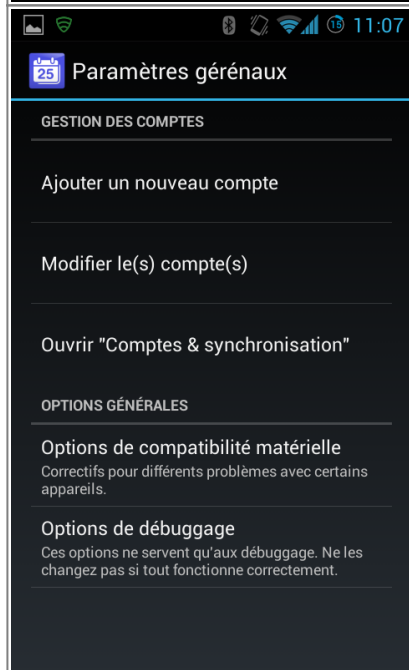 15 11:07
25 Paramètres gérénaux
GESTION DES COMPTES
Ajouter un nouveau compte
Modifier le(s) compte(s)
Ouvrir "Comptes & synchronisation"
OPTIONS GÉNÉRALES
Options de compatibilité matérielle
Correctifs pour différents problèmes avec certains
appareils.
Options de débuggage
Ces options ne servent qu'aux débuggage. Ne les
changez pas si tout fonctionne correctement.